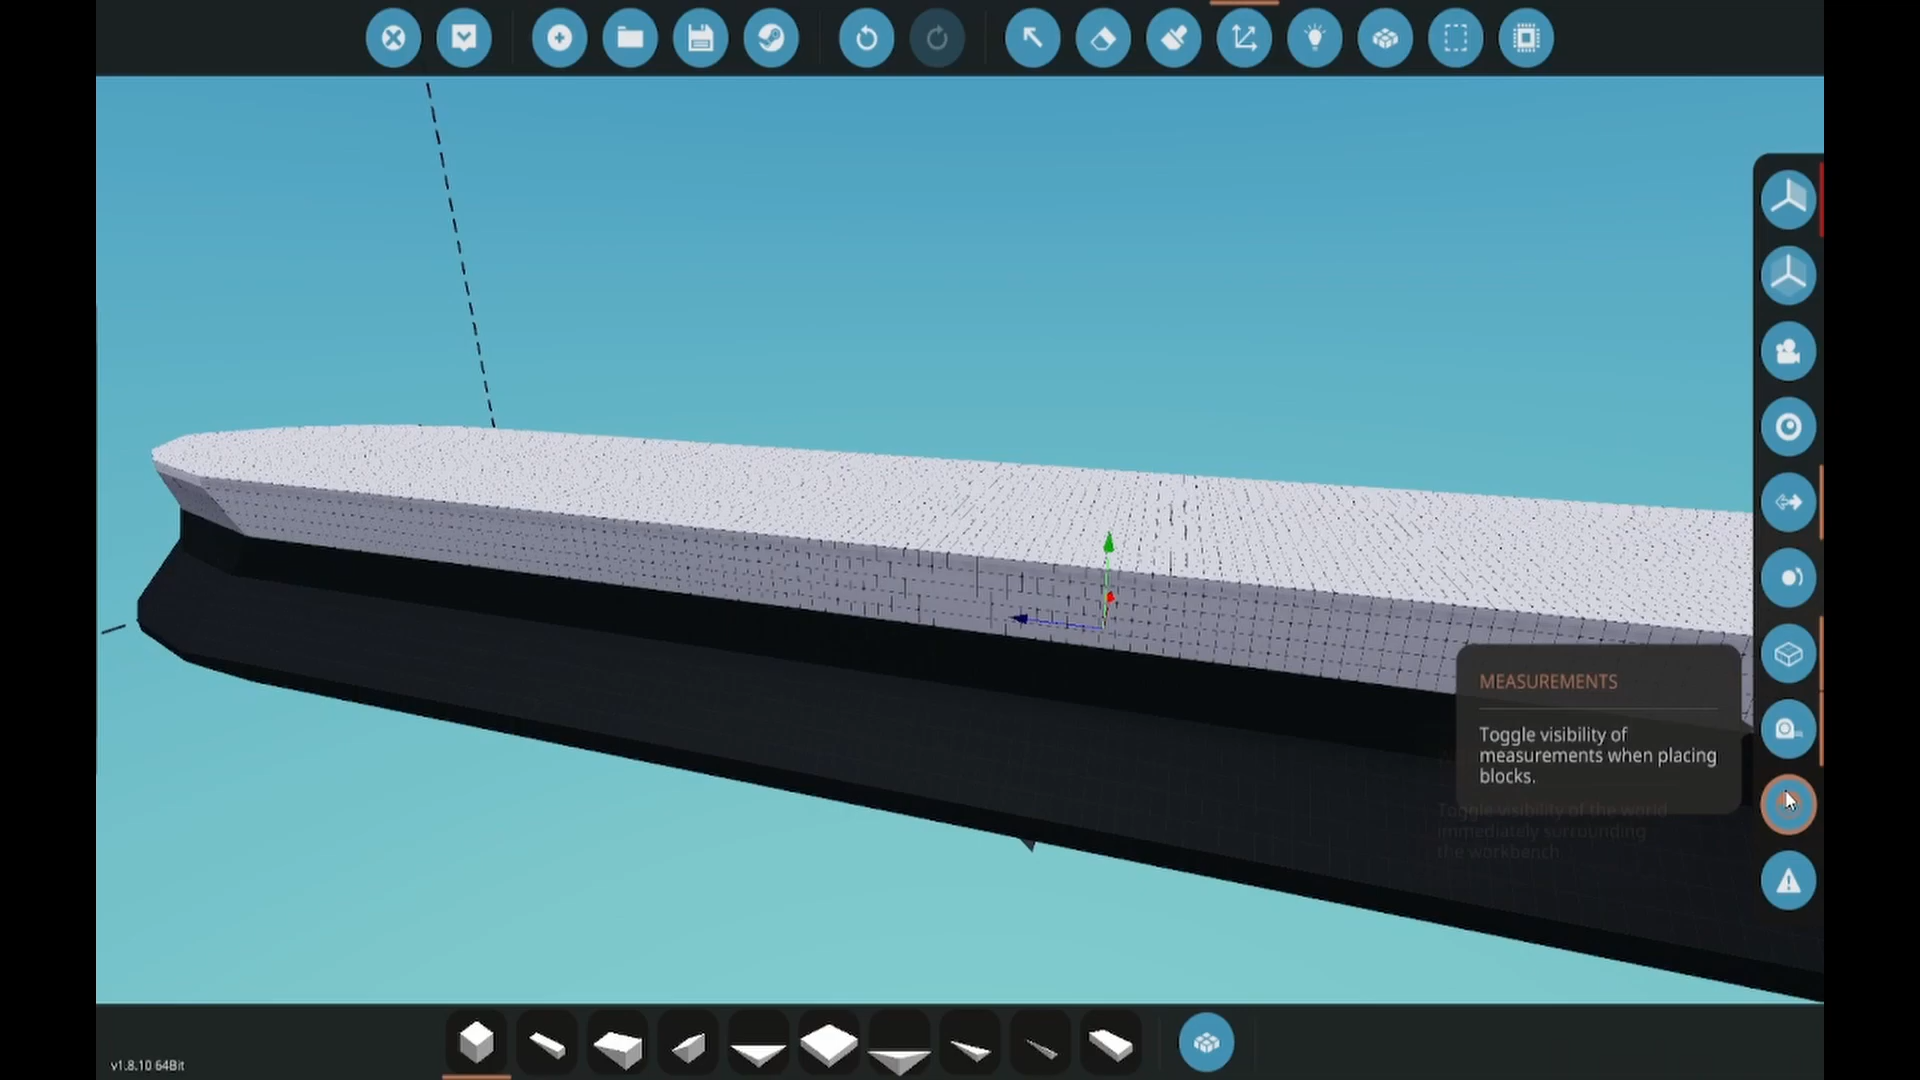 MEASUREMENTS
Toggle visibility of
measurements when placing
blocks.
Toggle visibility of the world
immediately surrounding
the workbench
v1.8.10 64Bit